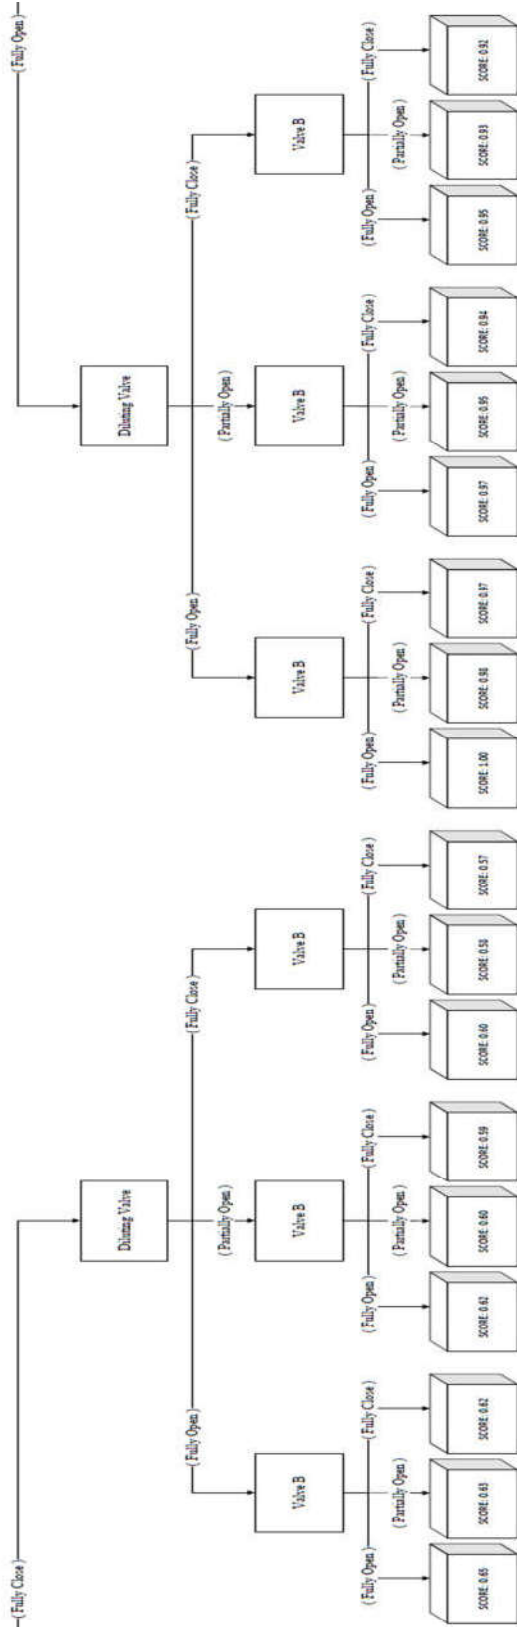 ( Fully Close )
( Fully Open )
Diluting Valve
Diluting Valve
( Fully Open )
( Fully Close )
( Fully Open )
( Fully Close )
( Partially Open )
( Partially Open )
Valve B
Valve B
Valve B
Valve B
Valve B
Valve B
( Fully Open )
( Fully Close )
( Fully Open )
( Fully Close )
( Fully Open )
( Fully Close )
( Fully Open )
( Fully Close )
( Fully Open )
( Fully Close )
( Fully Open )
( Fully Close )
( Partially Open )
( Partially Open )
( Partially Open )
( Partially Open )
( Partially Open )
( Partially Open )
SCORE: 0.65
SCORE: 0.63
SCORE: 0.62
SCORE: 0.62
SCORE: 0.60
SCORE: 0.59
SCORE: 0.60
SCORE: 0.58
SCORE: 0.57
SCORE: 1.00
SCORE: 0.98
SCORE: 0.97
SCORE: 0.97
SCORE: 0.95
SCORE: 0.94
SCORE: 0.95
SCORE: 0.93
SCORE: 0.92